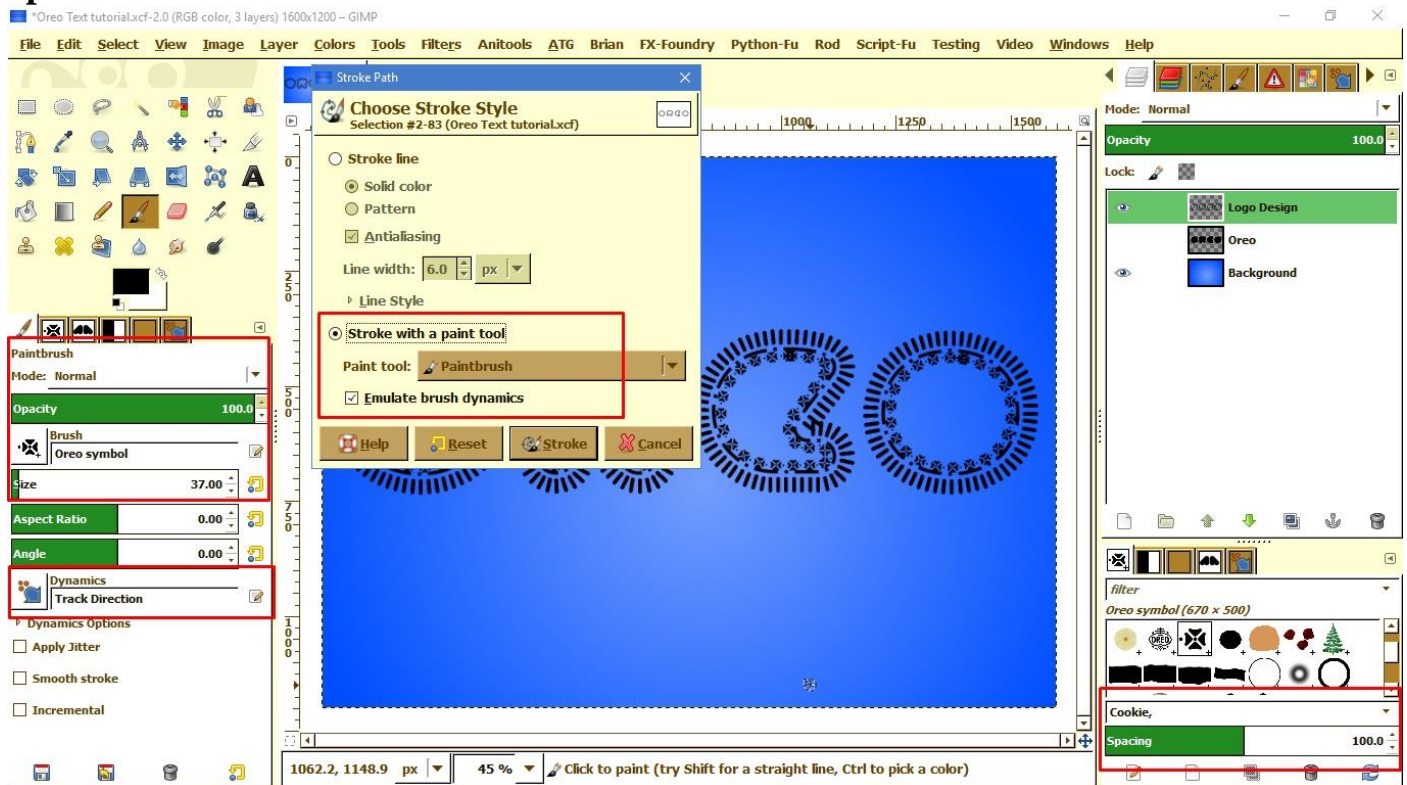 *Oreo Text tutorial.xcf-2.0 (RGB color, 3 layers) 1600x1200 – GIMP
File Edit Select View Image Layer Colors Tools Filters Anitools ATG Brian FX-Foundry Python-Fu Rod Script-Fu Testing Video Windows Help
Stroke Path
Choose Stroke Style
Selection #2-83 (Oreo Text tutorial.xcf)
Stroke line
Solid color
Pattern
Antialiasing
Line width: 6.0 px
Line Style
Stroke with a paint tool
Paint tool: Paintbrush
Emulate brush dynamics
Help Reset Stroke Cancel
1000 1250 1500
0
250
500
750
1000
Paintbrush
Mode: Normal
Opacity 100.0
Brush
Oreo symbol
Size 37.00
Aspect Ratio 0.00
Angle 0.00
Dynamics
Track Direction
Dynamics Options
Apply Jitter
Smooth stroke
Incremental
1062.2, 1148.9 px 45 % Click to paint (try Shift for a straight line, Ctrl to pick a color)
Mode: Normal
Opacity 100.0
Lock:
Logo Design
Oreo
Background
filter
Oreo symbol (670 × 500)
Cookie,
Spacing 100.0